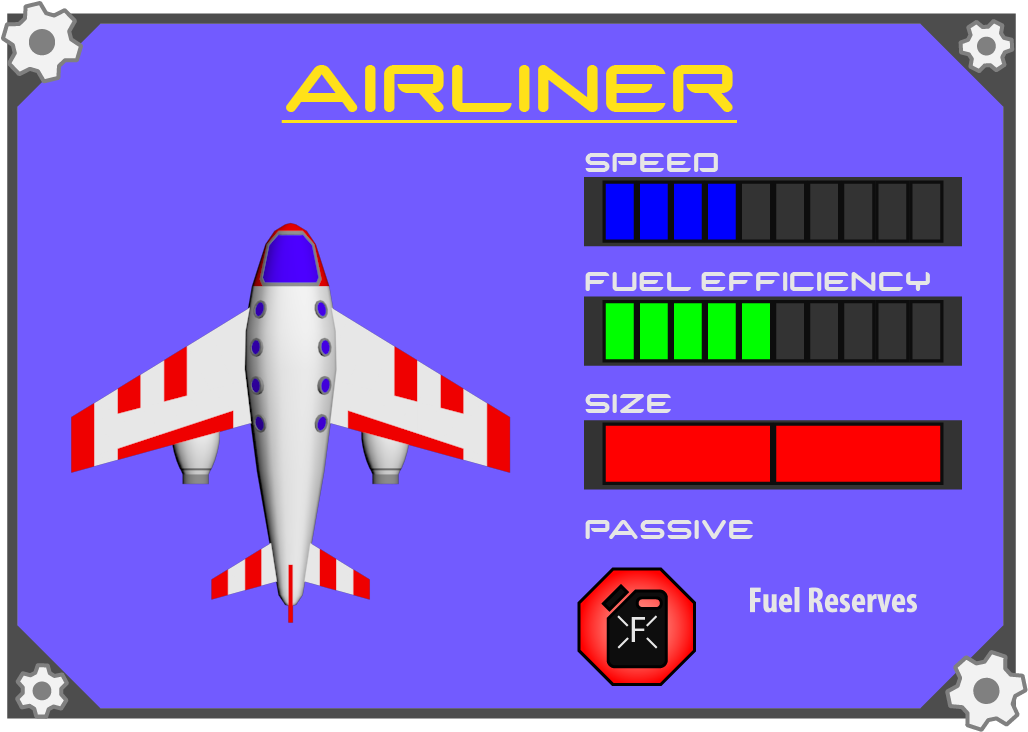 AIRLINER
SPEED
FUEL EFFICIENCY
SIZE
PASSIVE
F
Fuel Reserves